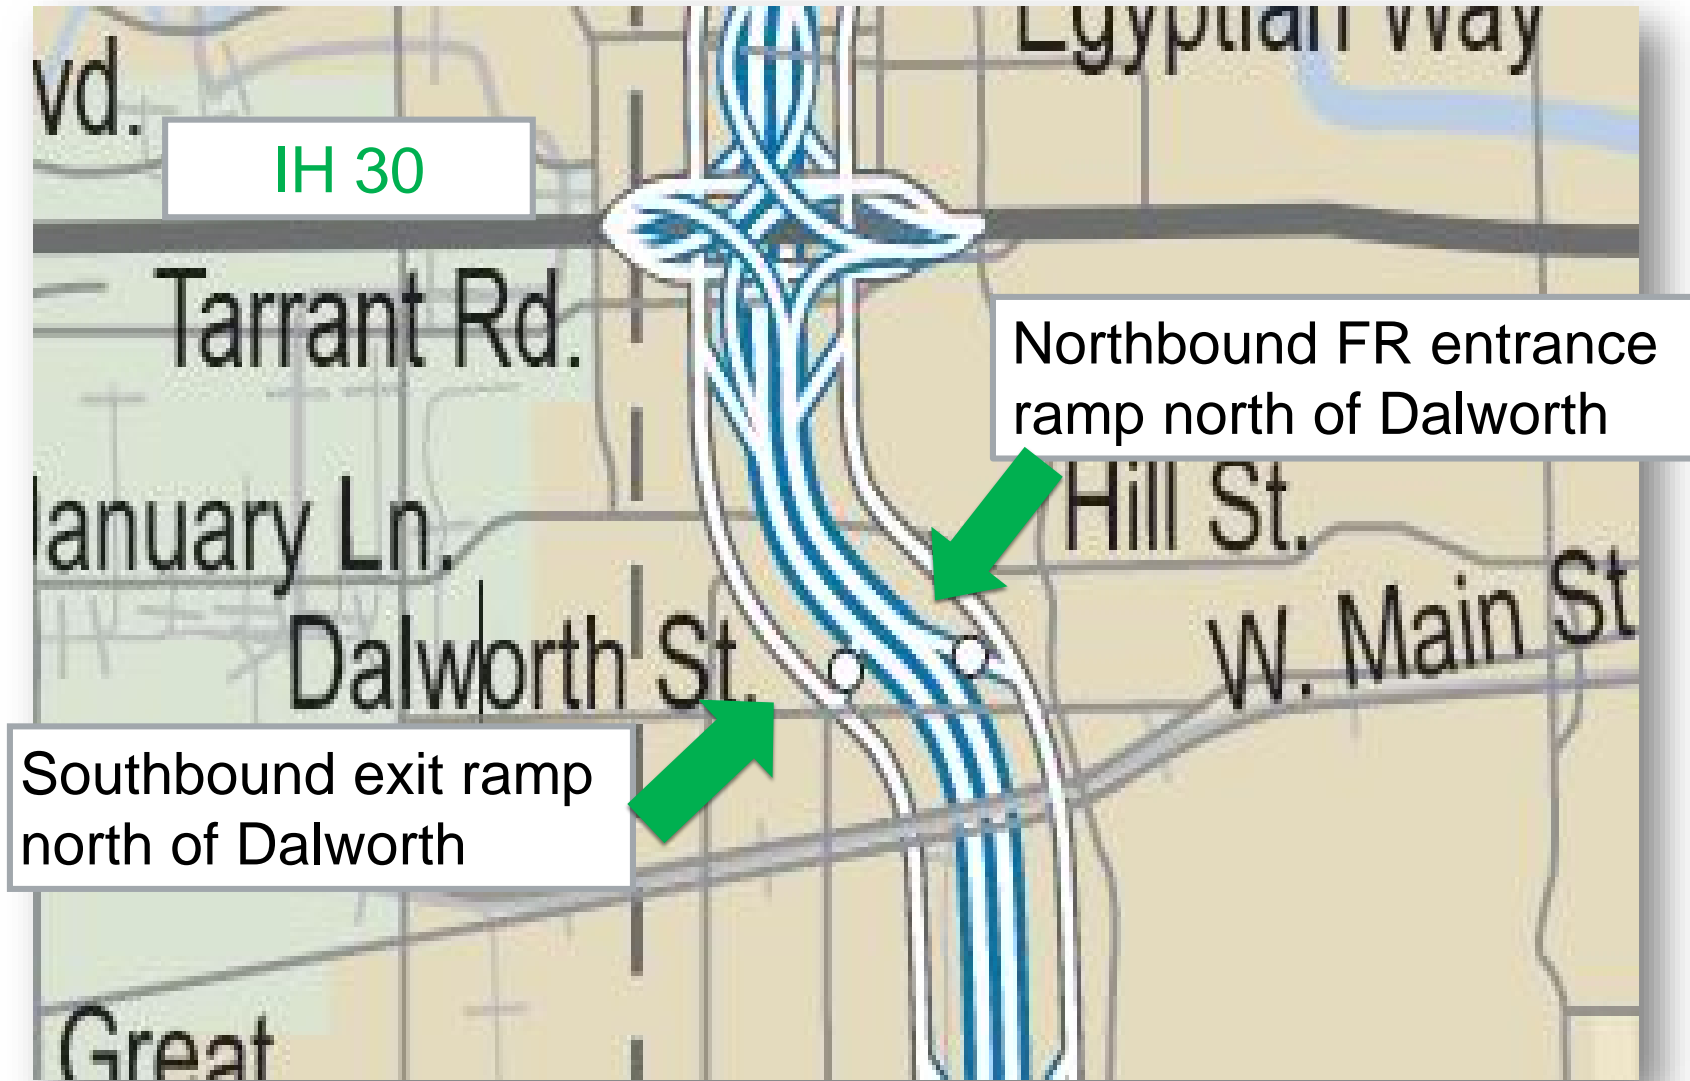 Egyptian Way
vd.
IH 30
Tarrant Rd.
Northbound FR entrance
ramp north of Dalworth
Hill St.
January Ln.
W. Main St
Dalworth St.
Southbound exit ramp
north of Dalworth
Great